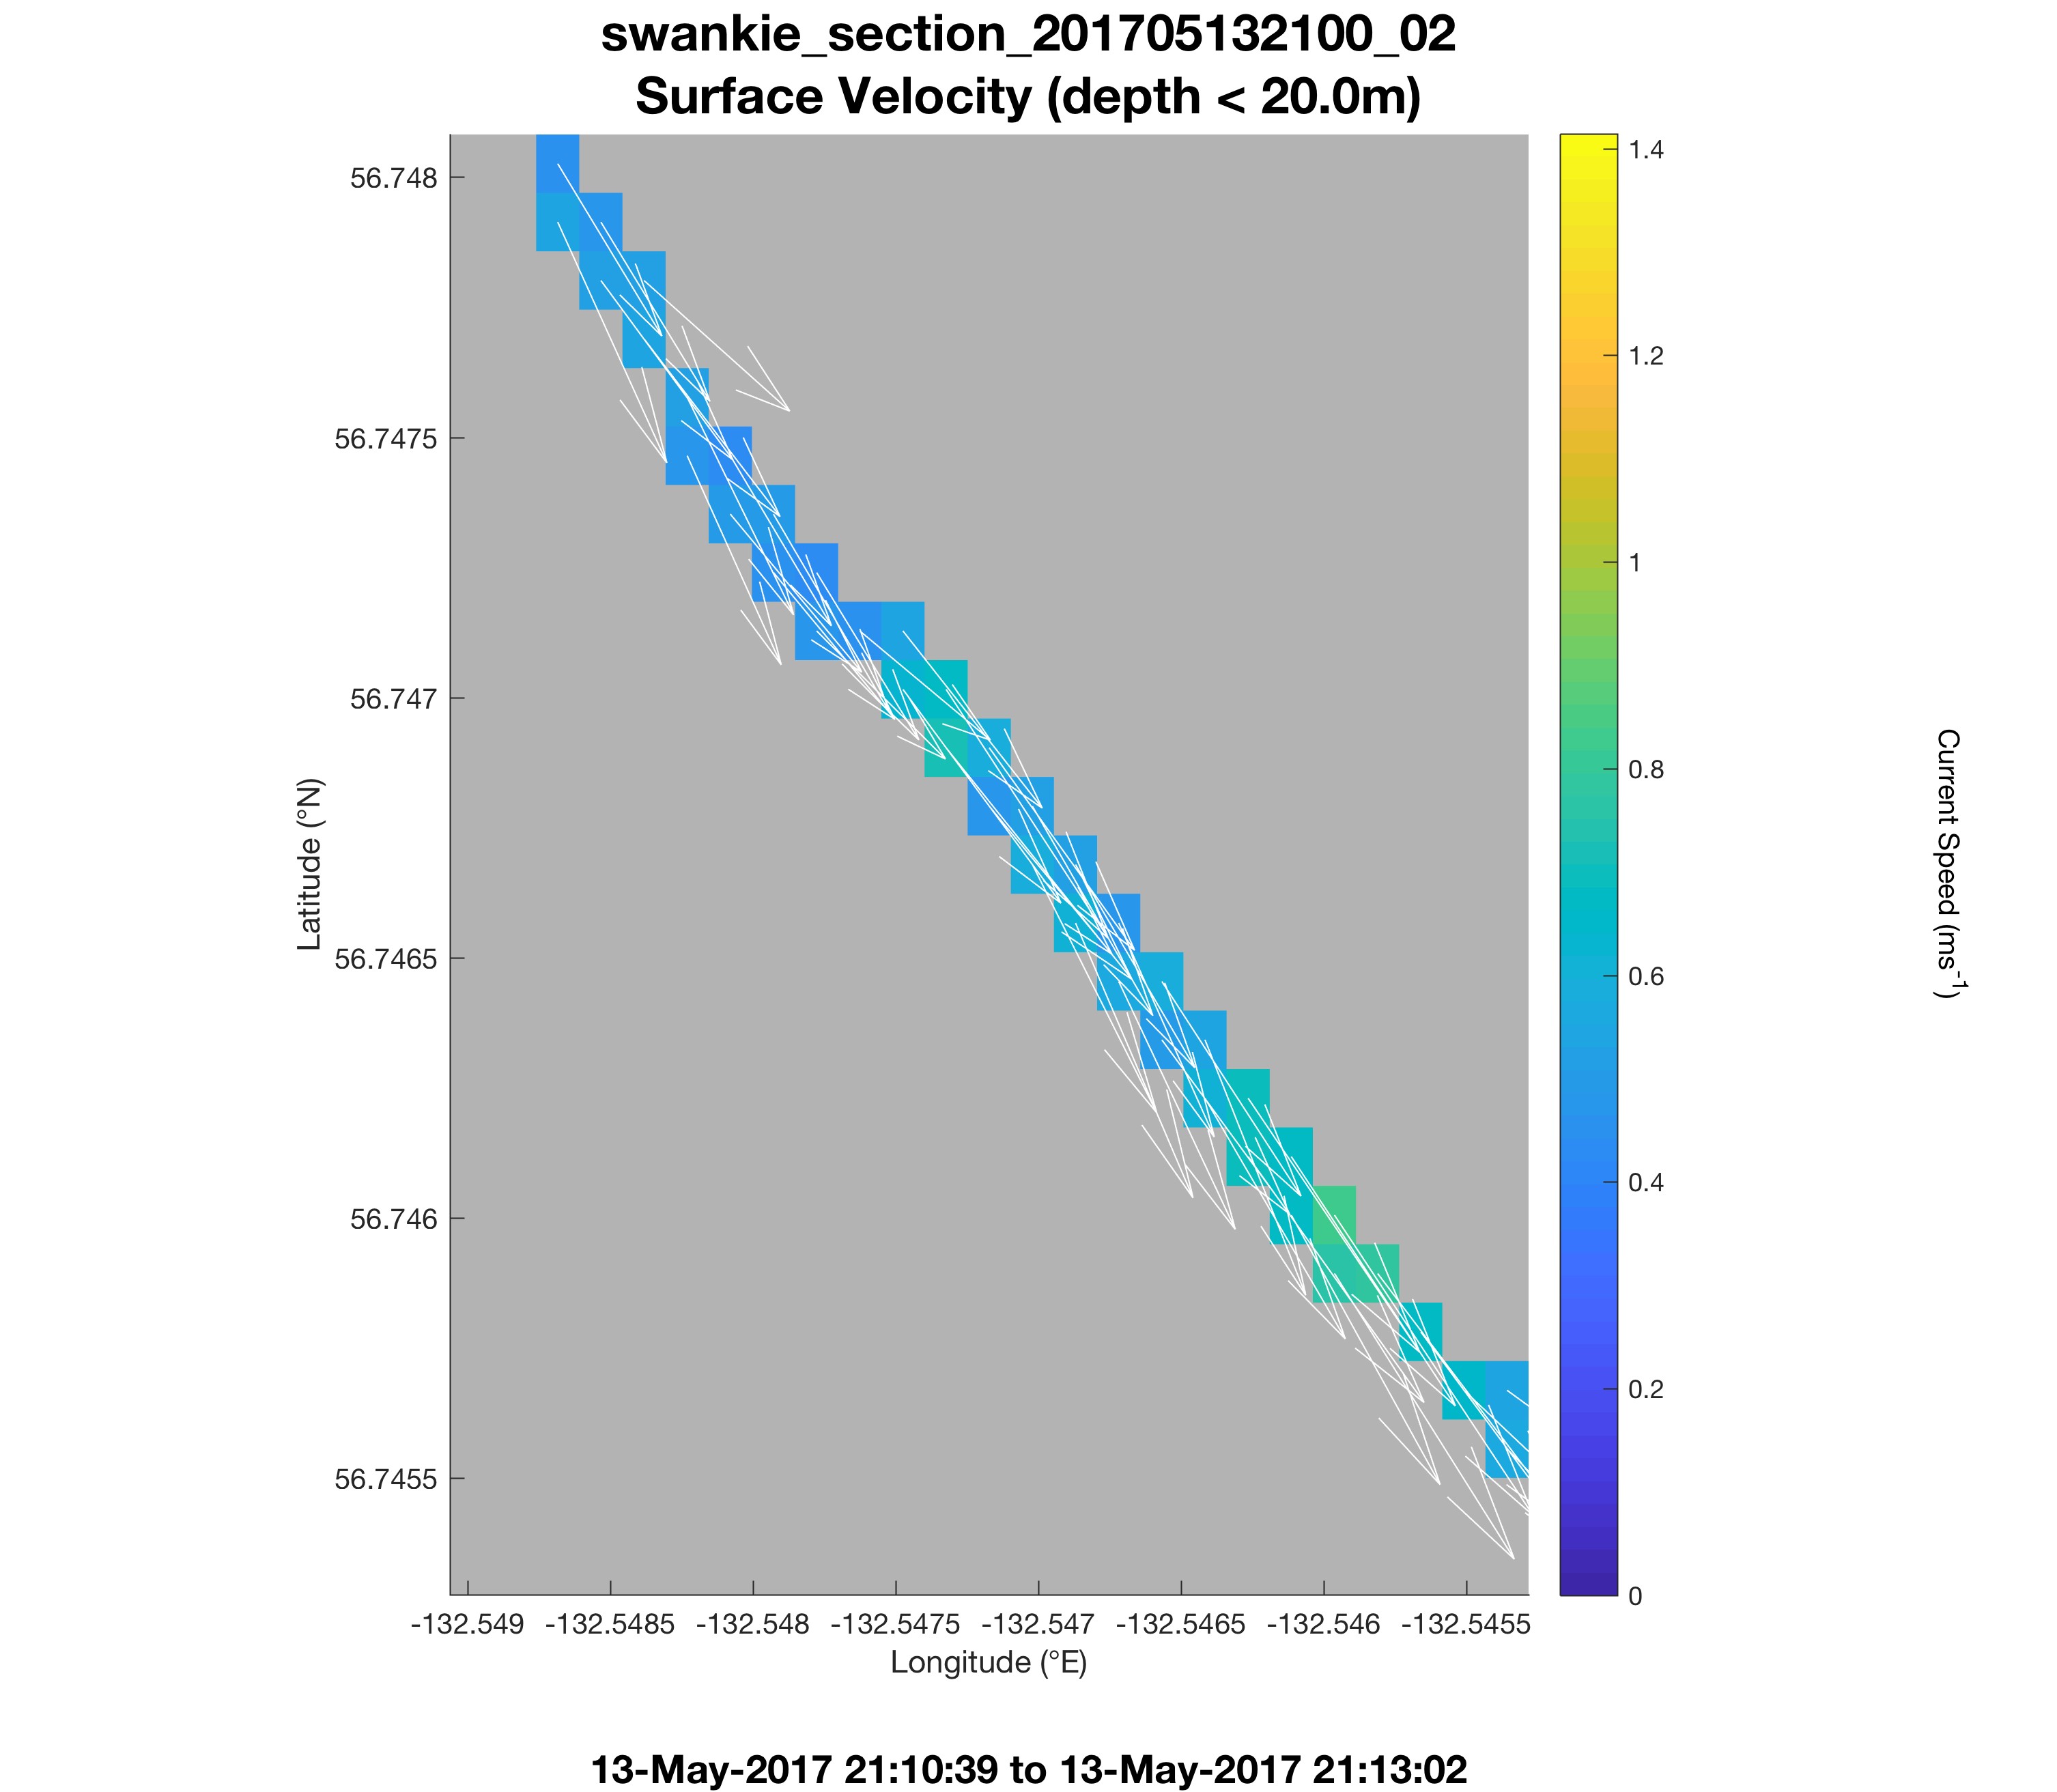 swankie_section_201705132100_02
Surface Velocity (depth < 20.0m)
56.748
56.7475
56.747
56.7465
56.746
56.7455
Latitude (°N)
-132.549 -132.5485 -132.548 -132.5475 -132.547 -132.5465 -132.546 -132.5455
Longitude (°E)
1.4
1.2
1
0.8
0.6
0.4
0.2
0
Current Speed (ms⁻¹)
13-May-2017 21:10:39 to 13-May-2017 21:13:02